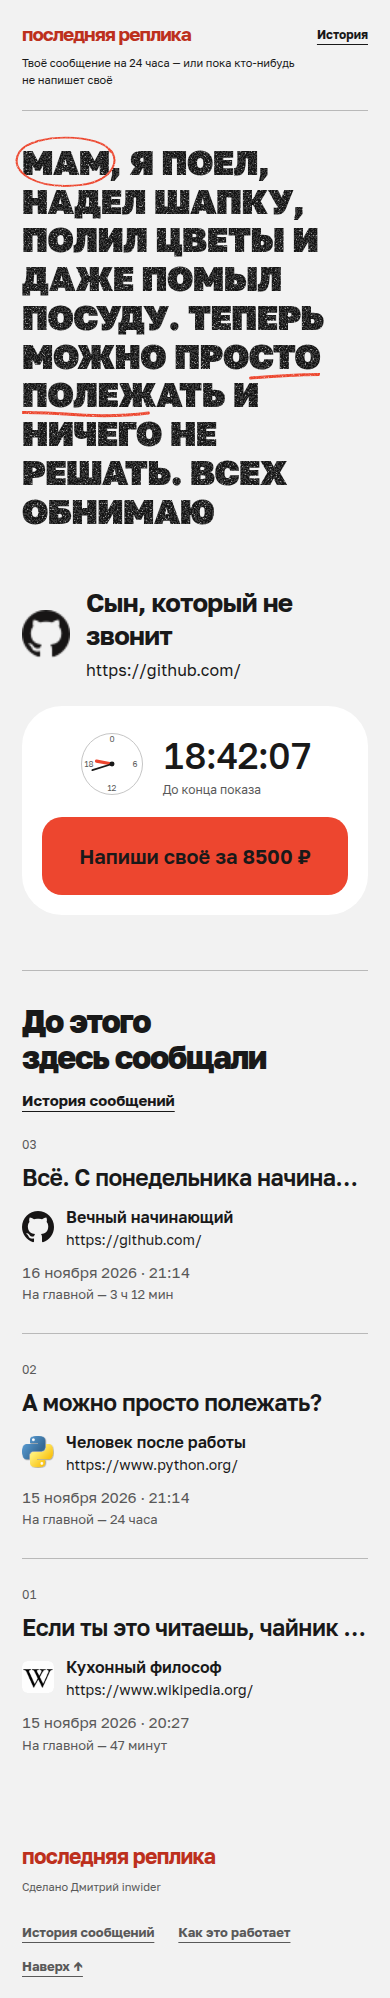 последняя реплика
История
Твоё сообщение на 24 часа — или пока кто-нибудь
не напишет своё
МАМ, Я ПОЕЛ,
НАДЕЛ ШАПКУ,
ПОЛИЛ ЦВЕТЫ И
ДАЖЕ ПОМЫЛ
ПОСУДУ. ТЕПЕРЬ
МОЖНО ПРОСТО
ПОЛЕЖАТЬ И
НИЧЕГО НЕ
РЕШАТЬ. ВСЕХ
ОБНИМАЮ
Сын, который не
звонит
https://github.com/
0
18
6
12
18:42:07
До конца показа
Напиши своё за 8500 ₽
До этого
здесь сообщали
История сообщений
03
Всё. С понедельника начина...
Вечный начинающий
https://github.com/
16 ноября 2026 · 21:14
На главной — 3 ч 12 мин
02
А можно просто полежать?
Человек после работы
https://www.python.org/
15 ноября 2026 · 21:14
На главной — 24 часа
01
Если ты это читаешь, чайник ...
W
Кухонный философ
https://www.wikipedia.org/
15 ноября 2026 · 20:27
На главной — 47 минут
последняя реплика
Сделано Дмитрий inwider
История сообщений
Как это работает
Наверх ↑